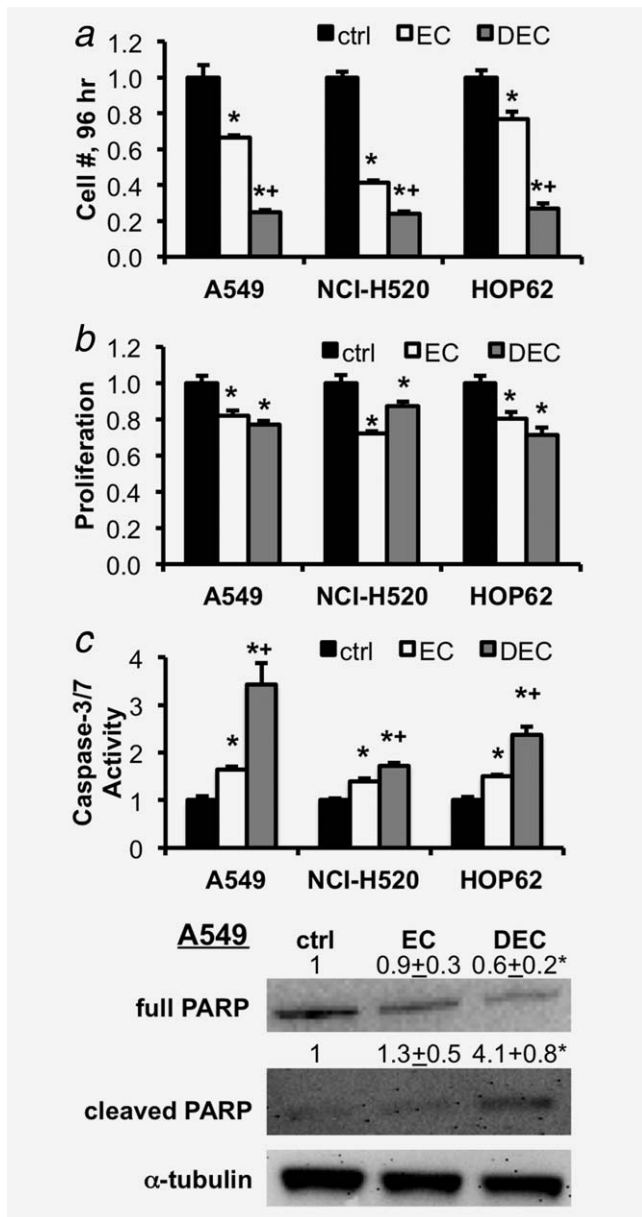 a
ctrl EC DEC
Cell #, 96 hr
1.2
1.0
0.8
0.6
0.4
0.2
0.0
* *+ * *+ * *+
A549 NCI-H520 HOP62
b
ctrl EC DEC
Proliferation
1.2
1.0
0.8
0.6
0.4
0.2
0.0
* * * * * *
A549 NCI-H520 HOP62
c
ctrl EC DEC
Caspase-3/7
Activity
4
3
2
1
0
* *+ * *+ * *+
A549 NCI-H520 HOP62
A549 ctrl EC DEC
1 0.9±0.3 0.6±0.2*
full PARP
1 1.3±0.5 4.1+0.8*
cleaved PARP
α-tubulin